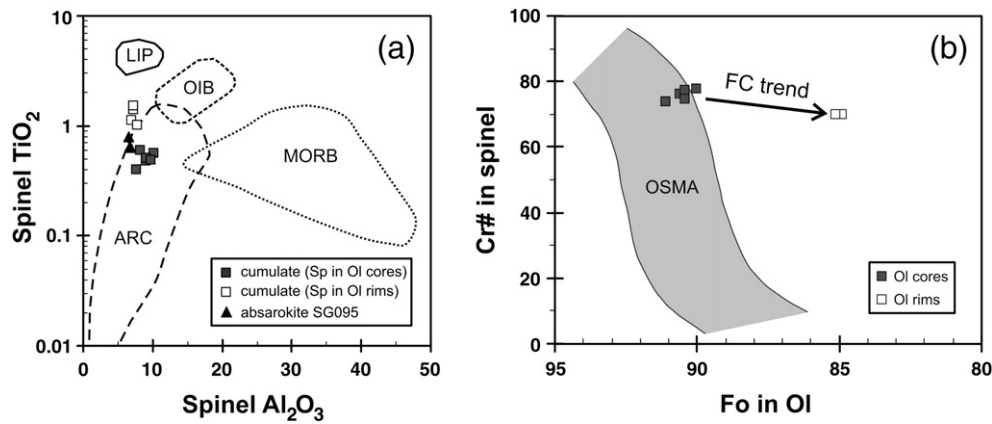 (a)
10
1
0.1
0.01
Spinel TiO2
LIP
OIB
MORB
ARC
cumulate (Sp in Ol cores)
cumulate (Sp in Ol rims)
absarokite SG095
0 10 20 30 40 50
Spinel Al2O3
(b)
100
80
60
40
20
0
Cr# in spinel
FC trend
OSMA
Ol cores
Ol rims
95 90 85 80
Fo in Ol